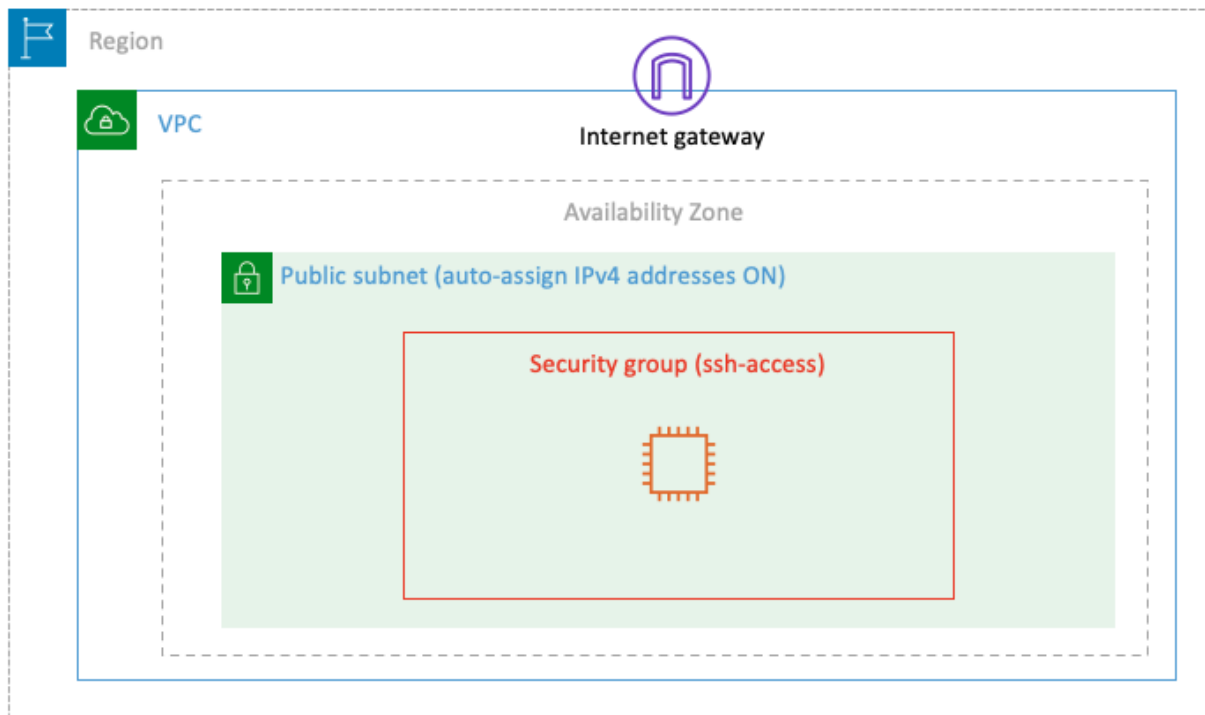 Region
VPC
Internet gateway
Availability Zone
Public subnet (auto-assign IPv4 addresses ON)
Security group (ssh-access)